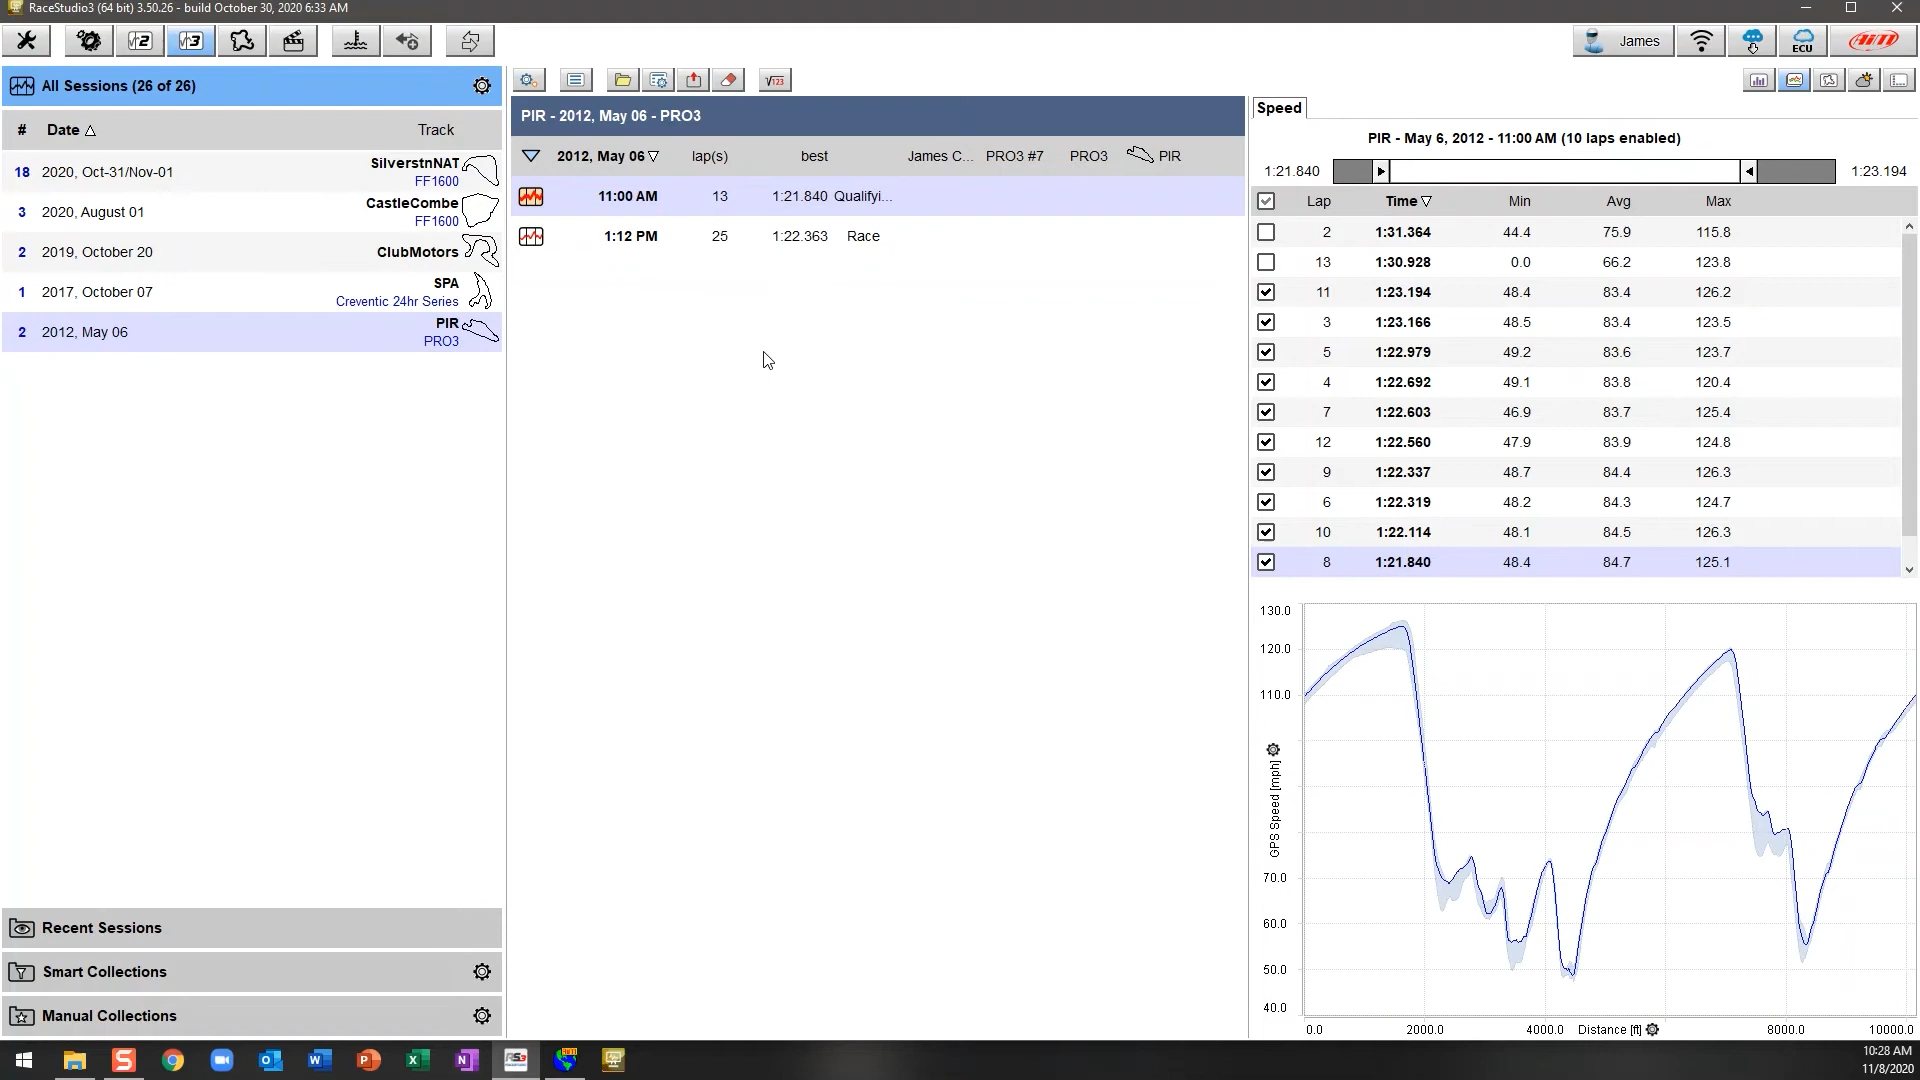 RaceStudio3 (64 bit) 3.50.26 - build October 30, 2020 6:33 AM
James
ECU
All Sessions (26 of 26)
# Date Track
18 2020, Oct-31/Nov-01 SilverstnNAT
FF1600
3 2020, August 01 CastleCombe
FF1600
2 2019, October 20 ClubMotors
1 2017, October 07 SPA
Creventic 24hr Series
2 2012, May 06 PIR
PRO3
Recent Sessions
Smart Collections
Manual Collections
PIR - 2012, May 06 - PRO3
2012, May 06 lap(s) best James C... PRO3 #7 PRO3 PIR
11:00 AM 13 1:21.840 Qualifyi...
1:12 PM 25 1:22.363 Race
Speed
PIR - May 6, 2012 - 11:00 AM (10 laps enabled)
1:21.840 1:23.194
Lap Time Min Avg Max
2 1:31.364 44.4 75.9 115.8
13 1:30.928 0.0 66.2 123.8
11 1:23.194 48.4 83.4 126.2
3 1:23.166 48.5 83.4 123.5
5 1:22.979 49.2 83.6 123.7
4 1:22.692 49.1 83.8 120.4
7 1:22.603 46.9 83.7 125.4
12 1:22.560 47.9 83.9 124.8
9 1:22.337 48.7 84.4 126.3
6 1:22.319 48.2 84.3 124.7
10 1:22.114 48.1 84.5 126.3
8 1:21.840 48.4 84.7 125.1
130.0
120.0
110.0
GPS Speed [mph]
70.0
60.0
50.0
40.0
0.0 2000.0 4000.0 Distance [ft] 8000.0 10000.0
10:28 AM
11/8/2020